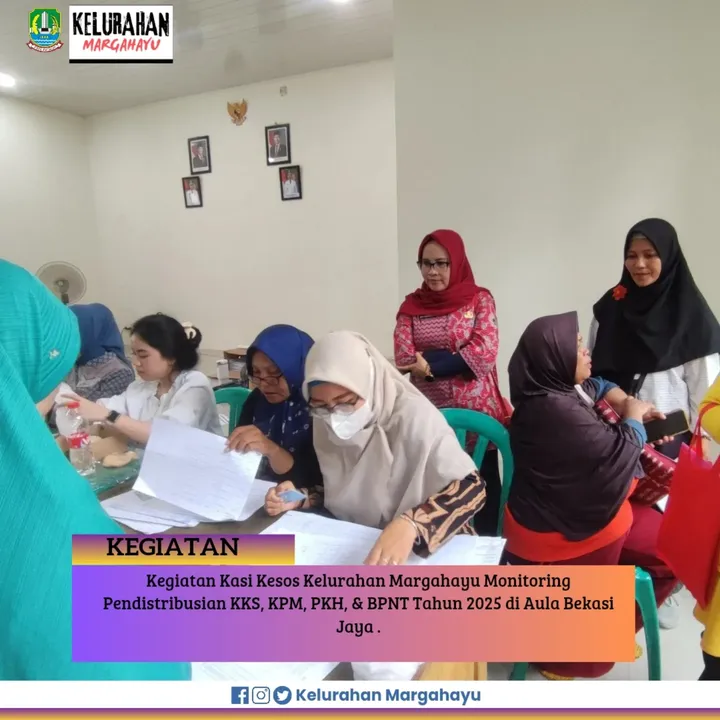 KELURAHAN
MARGAHAYU
KEGIATAN
Kegiatan Kasi Kesos Kelurahan Margahayu Monitoring
Pendistribusian KKS, KPM, PKH, & BPNT Tahun 2025 di Aula Bekasi
Jaya .
Kelurahan Margahayu